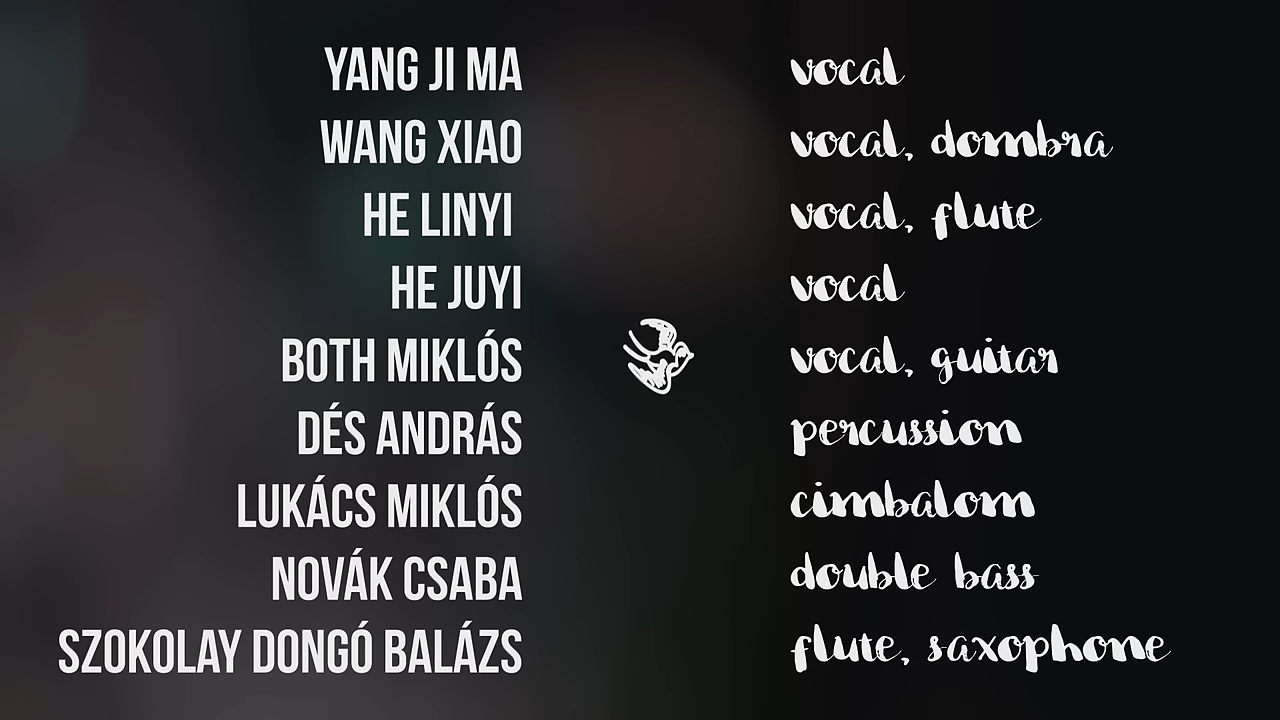 YANG JI MA vocal
WANG XIAO vocal, dombra
HE LINYI vocal, flute
HE JUYI vocal
BOTH MIKLÓS vocal, guitar
DÉS ANDRÁS percussion
LUKÁCS MIKLÓS cimbalom
NOVÁK CSABA double bass
SZOKOLAY DONGÓ BALÁZS flute, saxophone